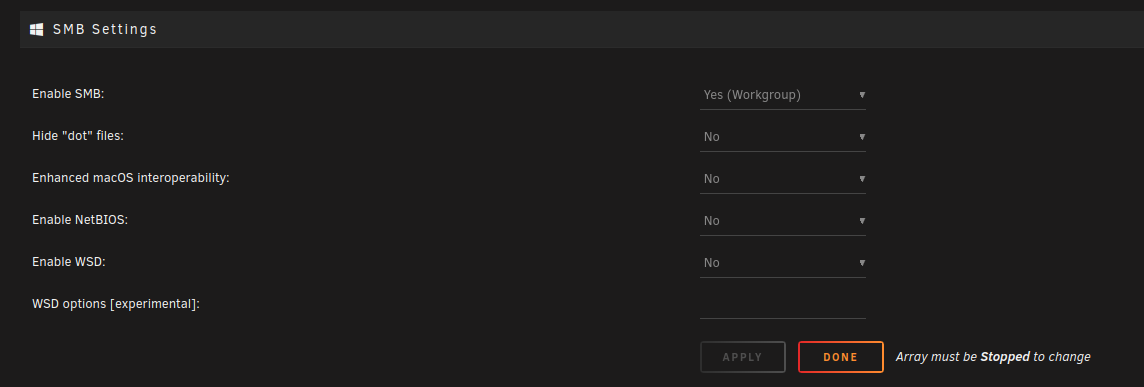 SMB Settings
Enable SMB: Yes (Workgroup)
Hide "dot" files: No
Enhanced macOS interoperability: No
Enable NetBIOS: No
Enable WSD: No
WSD options [experimental]:
APPLY DONE Array must be Stopped to change